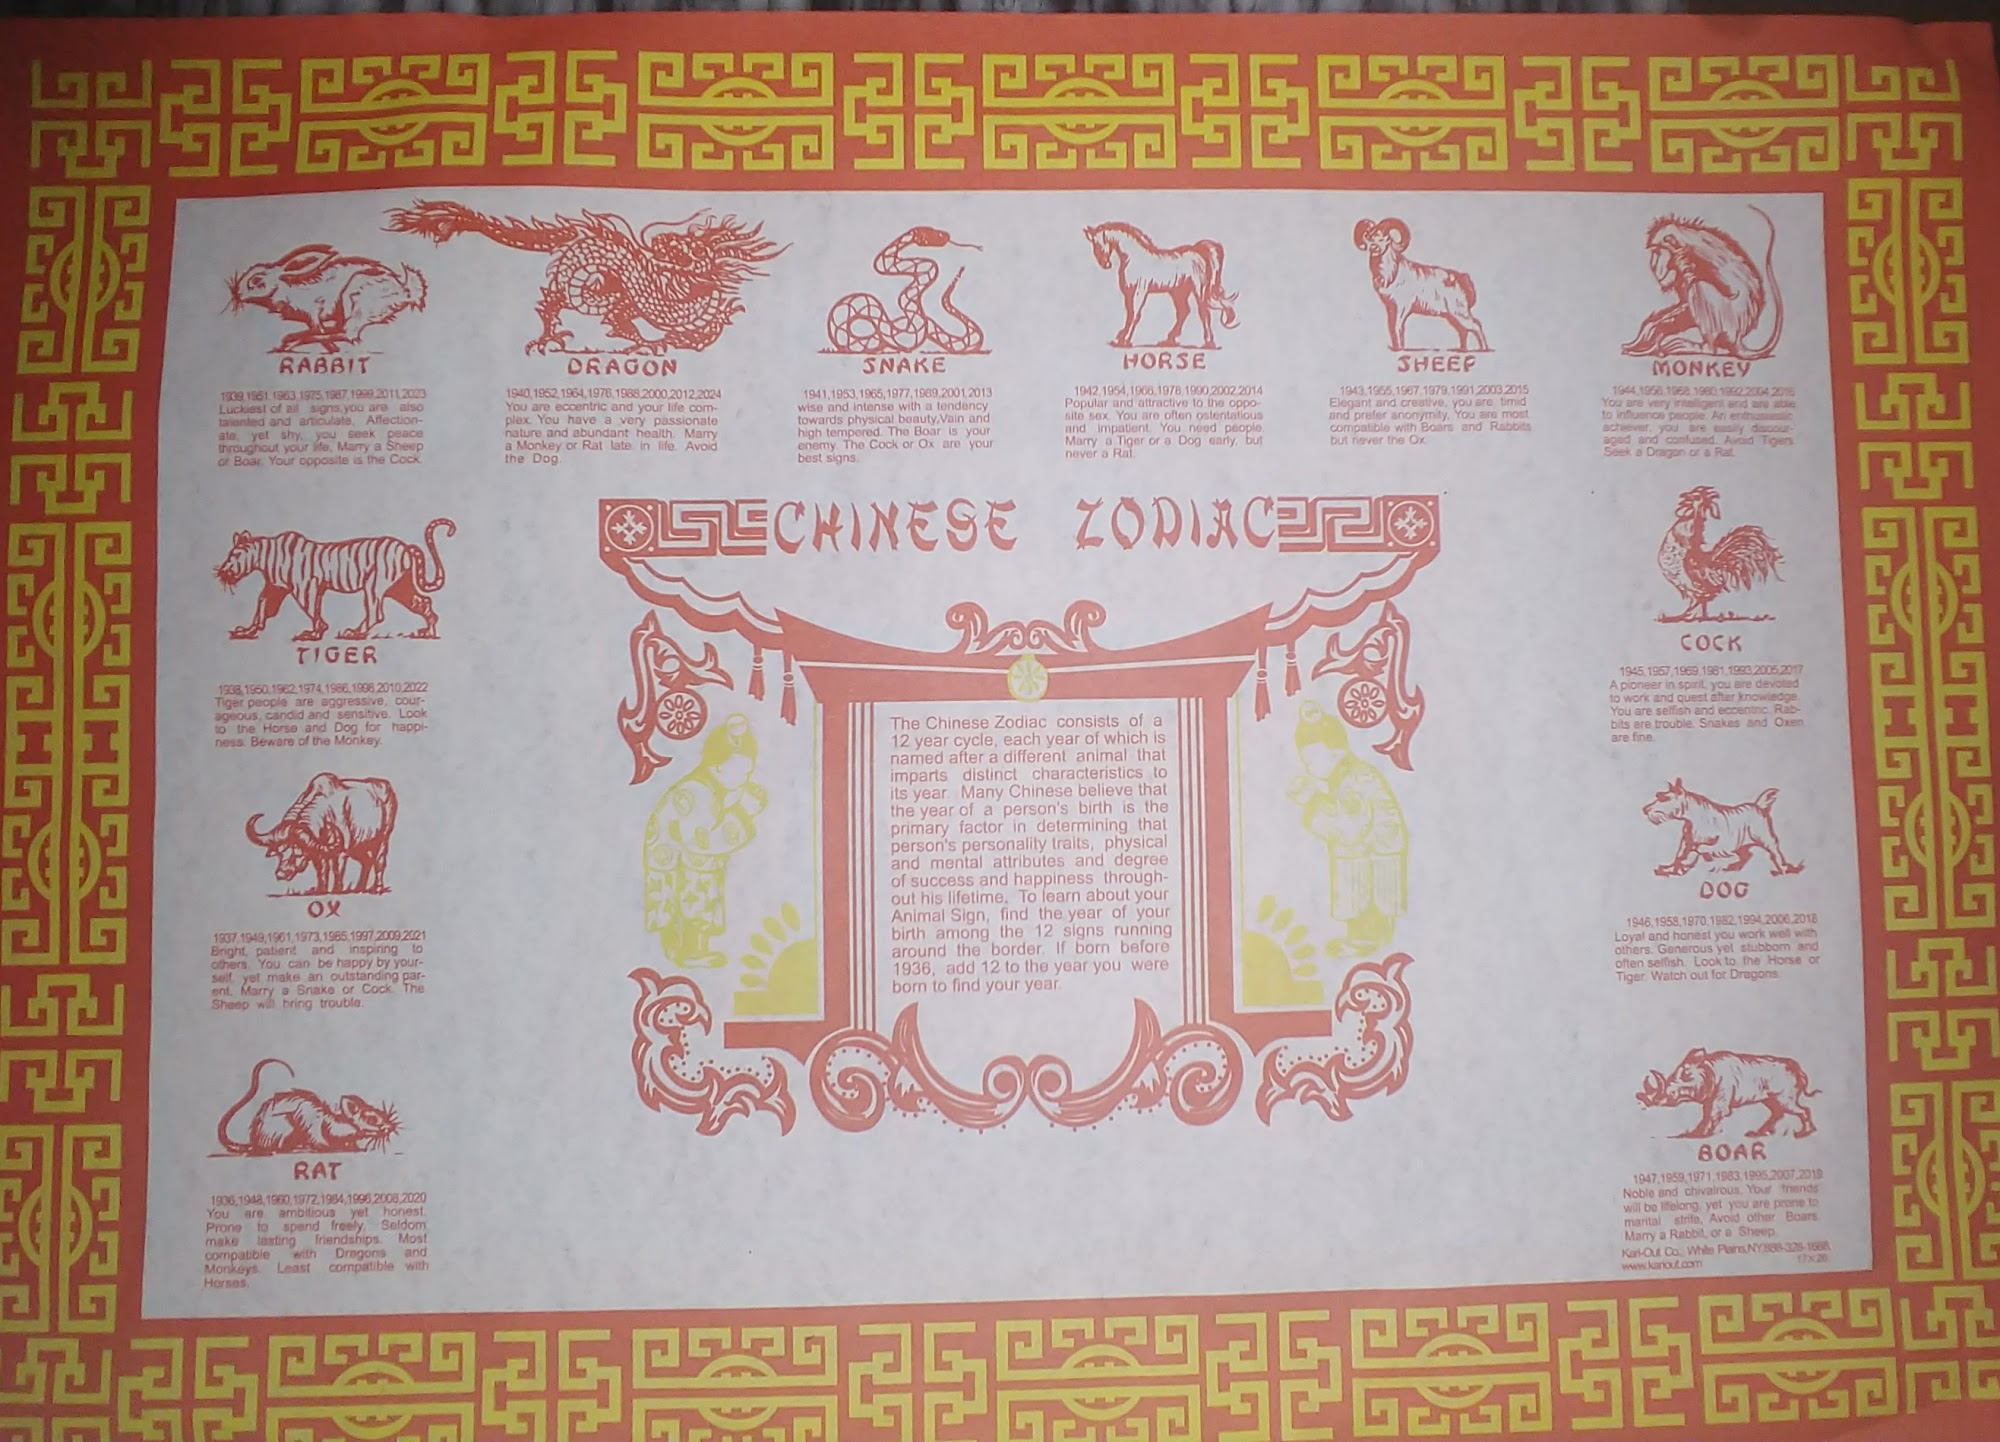 RABBIT
1939,1951,1963,1975,1987,1999,2011,2023
Luckiest of all signs,you are also
talented and articulate. Affection-
ate, yet shy, you seek peace
throughout your life. Marry a Sheep
or Boar. Your opposite is the Cock.
DRAGON
1940,1952,1964,1976,1988,2000,2012,2024
You are eccentric and your life com-
plex. You have a very passionate
nature and abundant health. Marry
a Monkey or Rat late in life. Avoid
the Dog.
SNAKE
1941,1953,1965,1977,1989,2001,2013
wise and intense with a tendency
towards physical beauty,Vain and
high tempered. The Boar is your
enemy. The Cock or Ox are your
best signs.
HORSE
1942,1954,1966,1978,1990,2002,2014
Popular and attractive to the oppo-
site sex. You are often ostentatious
and impatient. You need people.
Marry a Tiger or a Dog early, but
never a Rat.
SHEEP
1943,1955,1967,1979,1991,2003,2015
Elegant and creative, you are timid
and prefer anonymity. You are most
compatible with Boars and Rabbits
but never the Ox.
MONKEY
1944,1956,1968,1980,1992,2004,2016
You are very intelligent and are able
to influence people. An enthusiastic
achiever, you are easily discour-
aged and confused. Avoid Tigers.
Seek a Dragon or a Rat.
TIGER
1938,1950,1962,1974,1986,1998,2010,2022
Tiger people are aggressive, cour-
ageous, candid and sensitive. Look
to the Horse and Dog for happi-
ness. Beware of the Monkey.
OX
1937,1949,1961,1973,1985,1997,2009,2021
Bright, patient and inspiring to
others. You can be happy by your-
self, yet make an outstanding par-
ent. Marry a Snake or Cock. The
Sheep will bring trouble.
RAT
1936,1948,1960,1972,1984,1996,2008,2020
You are ambitious yet honest.
Prone to spend freely. Seldom
make lasting friendships. Most
compatible with Dragons and
Monkeys. Least compatible with
Horses.
CHINESE ZODIAC
The Chinese Zodiac consists of a
12 year cycle, each year of which is
named after a different animal that
imparts distinct characteristics to
its year. Many Chinese believe that
the year of a person's birth is the
primary factor in determining that
person's personality traits, physical
and mental attributes and degree
of success and happiness through-
out his lifetime. To learn about your
Animal Sign, find the year of your
birth among the 12 signs running
around the border. If born before
1936, add 12 to the year you were
born to find your year.
COCK
1945,1957,1969,1981,1993,2005,2017
A pioneer in spirit, you are devoted
to work and quest after knowledge.
You are selfish and eccentric. Rab-
bits are trouble. Snakes and Oxen
are fine.
DOG
1946,1958,1970,1982,1994,2006,2018
Loyal and honest you work well with
others. Generous yet stubborn and
often selfish. Look to the Horse or
Tiger. Watch out for Dragons.
BOAR
1947,1959,1971,1983,1995,2007,2019
Noble and chivalrous. Your friends
will be lifelong, yet you are prone to
marital strife. Avoid other Boars.
Marry a Rabbit, or a Sheep.
Kari-Out Co., White Plains,NY,888-328-1688,
www.kariout.com 17×26